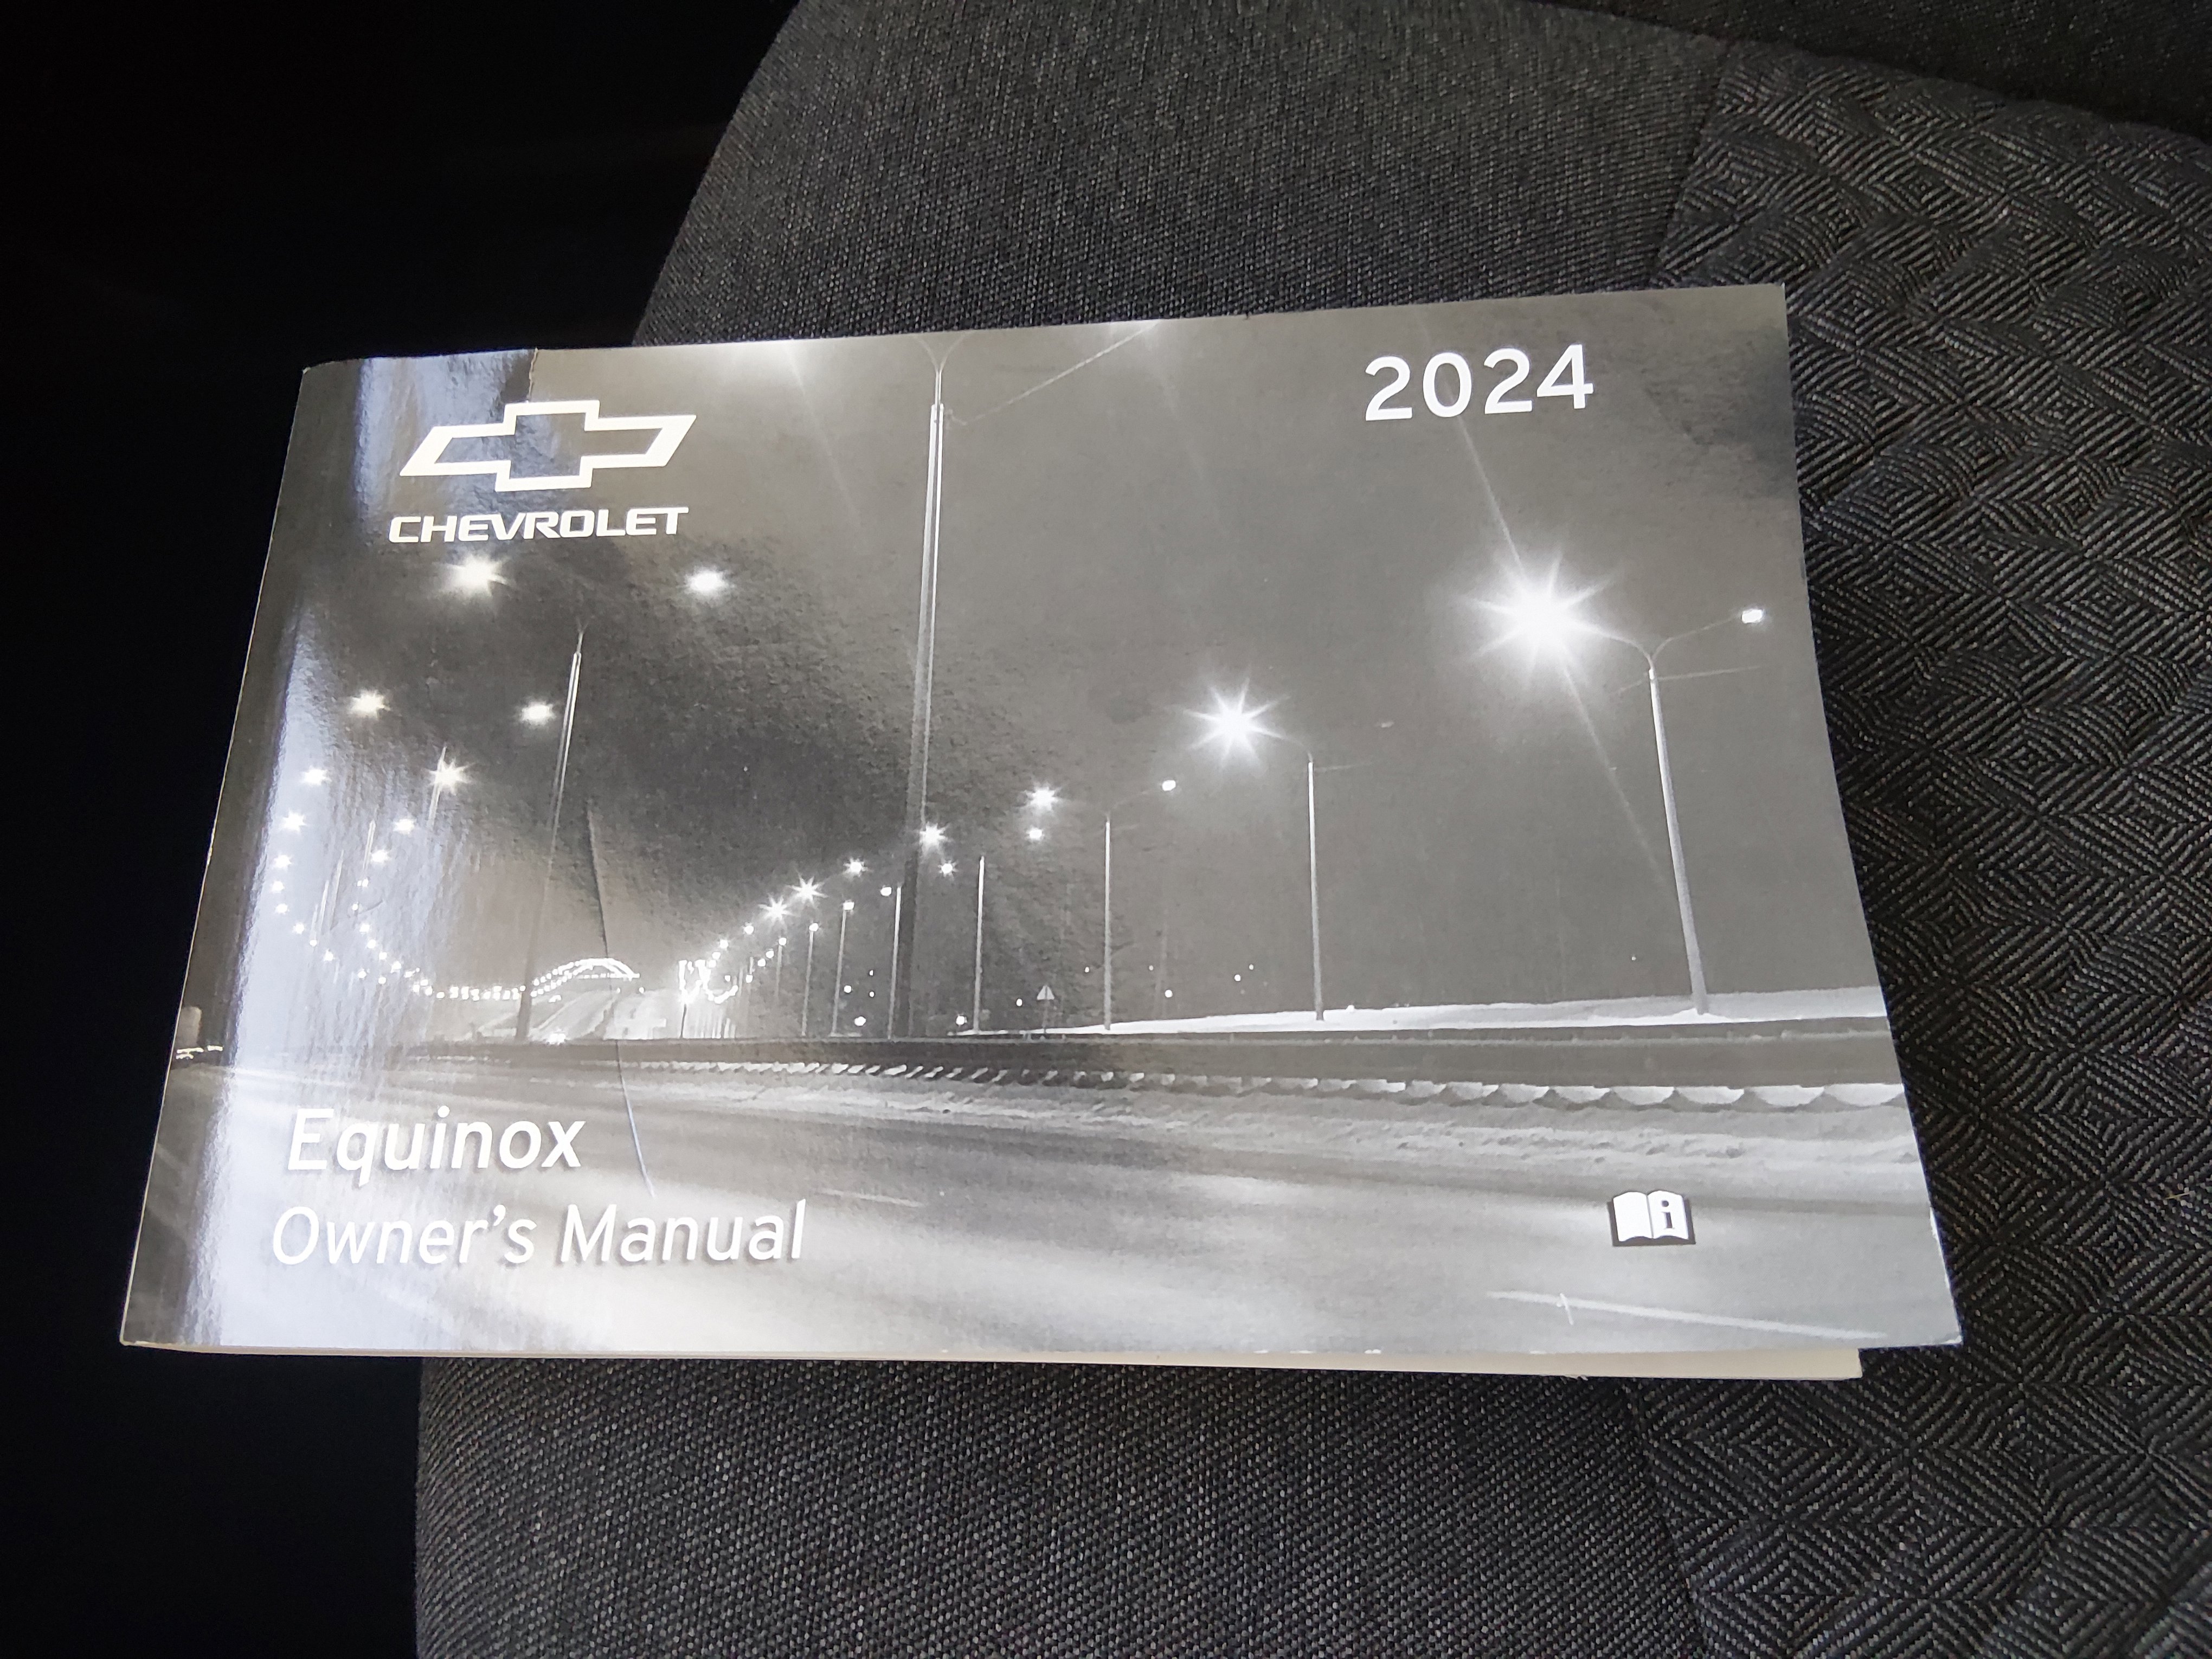 2024
CHEVROLET
Equinox
Owner's Manual
i